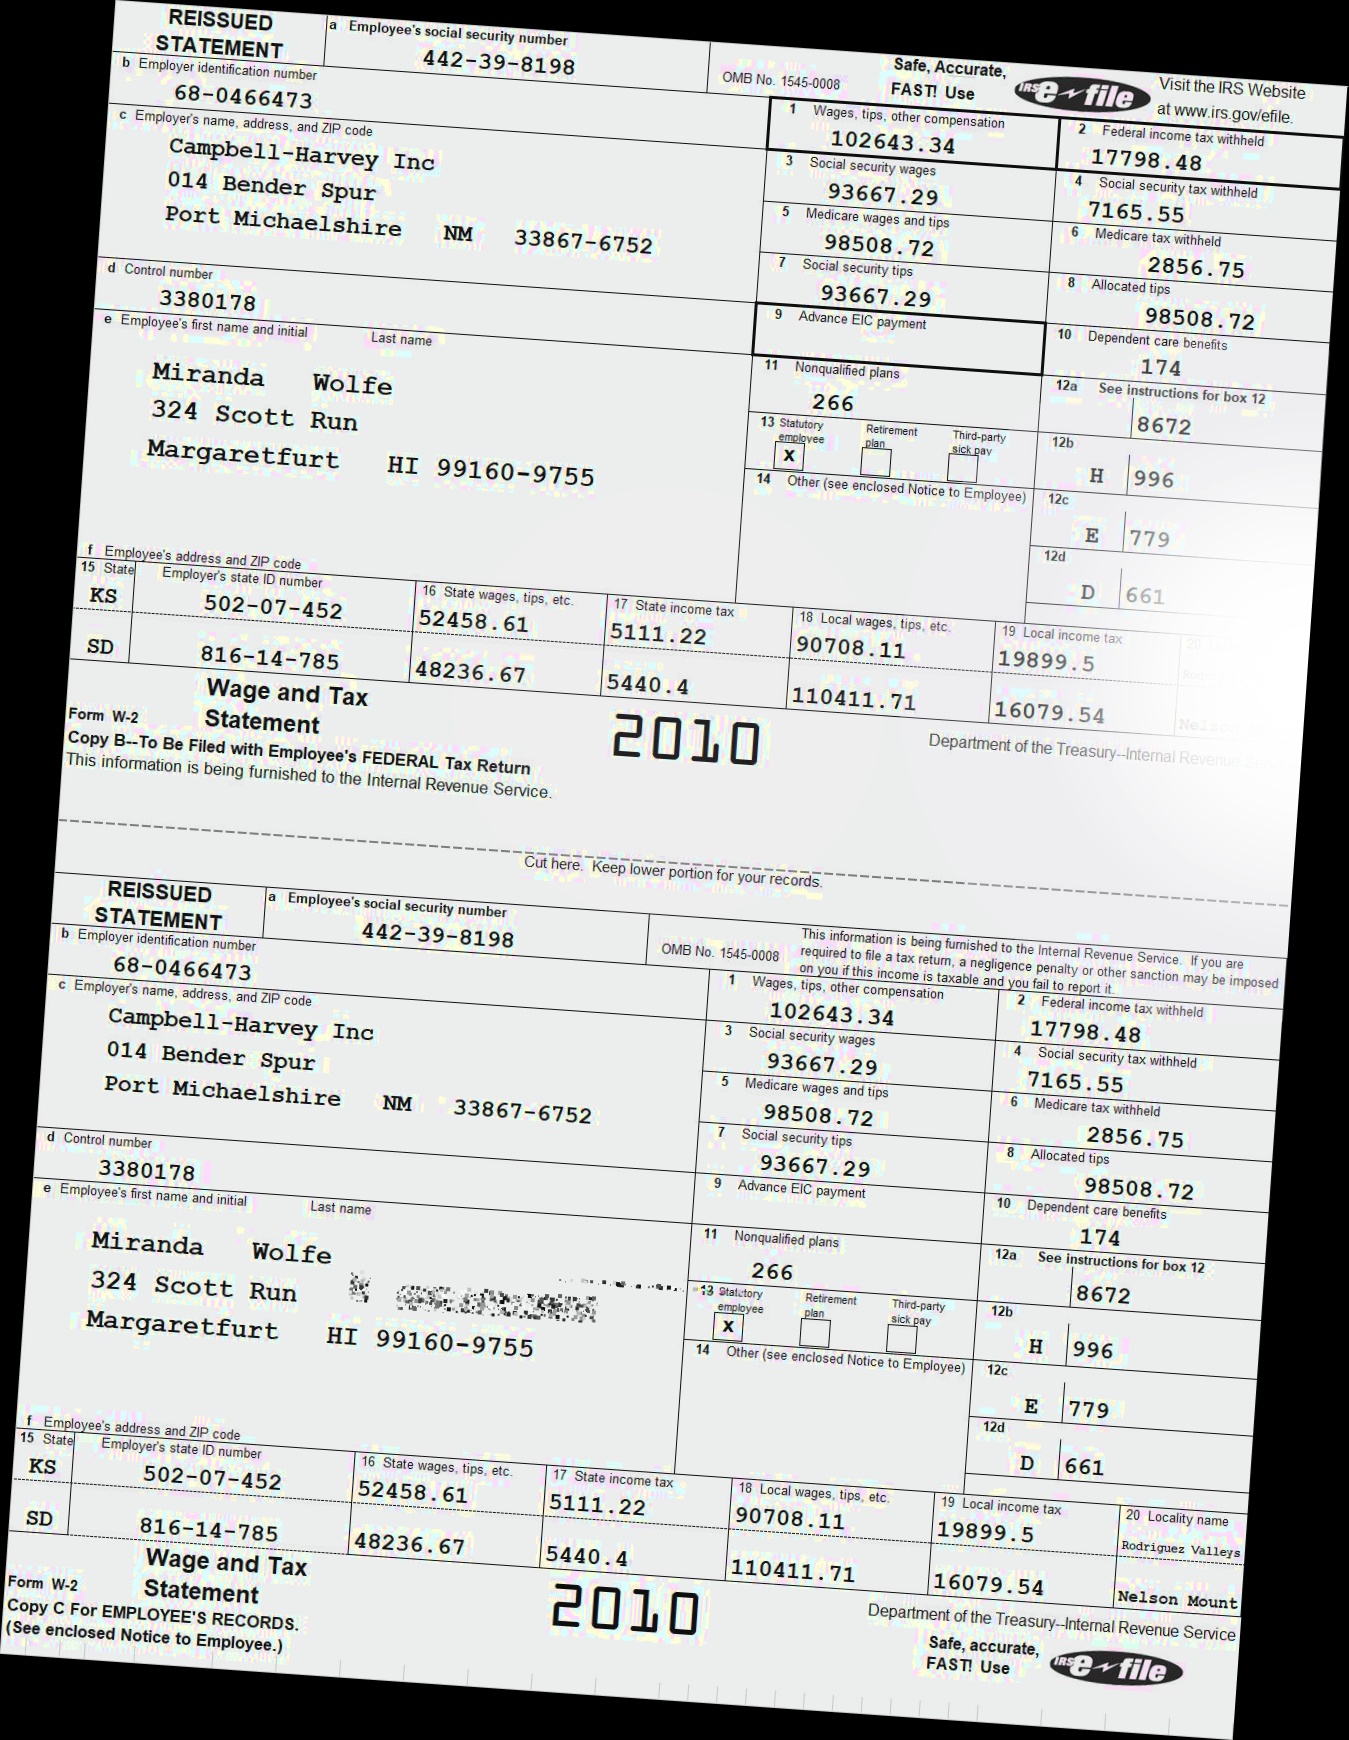 REISSUED
STATEMENT
a Employee's social security number
442-39-8198
OMB No. 1545-0008
Safe, Accurate,
FAST! Use
IRS e-file
Visit the IRS Website
at www.irs.gov/efile.
b Employer identification number
68-0466473
1 Wages, tips, other compensation
102643.34
2 Federal income tax withheld
17798.48
c Employer's name, address, and ZIP code
Campbell-Harvey Inc
014 Bender Spur
Port Michaelshire NM 33867-6752
3 Social security wages
93667.29
4 Social security tax withheld
7165.55
5 Medicare wages and tips
98508.72
6 Medicare tax withheld
2856.75
7 Social security tips
93667.29
8 Allocated tips
98508.72
d Control number
3380178
9 Advance EIC payment
10 Dependent care benefits
174
e Employee's first name and initial Last name
Miranda Wolfe
324 Scott Run
Margaretfurt HI 99160-9755
11 Nonqualified plans
266
12a See instructions for box 12
8672
13 Statutory employee Retirement plan Third-party sick pay
X
12b
H 996
14 Other (see enclosed Notice to Employee)
12c
E 779
12d
D 661
f Employee's address and ZIP code
15 State Employer's state ID number
16 State wages, tips, etc.
17 State income tax
18 Local wages, tips, etc.
19 Local income tax
20
KS 502-07-452 52458.61 5111.22 90708.11 19899.5
SD 816-14-785 48236.67 5440.4 110411.71 16079.54 Nelson
Form W-2
Wage and Tax
Statement
2010
Department of the Treasury--Internal Revenue
Copy B--To Be Filed with Employee's FEDERAL Tax Return
This information is being furnished to the Internal Revenue Service.
Cut here. Keep lower portion for your records.
REISSUED
STATEMENT
a Employee's social security number
442-39-8198
OMB No. 1545-0008
This information is being furnished to the Internal Revenue Service. If you are
required to file a tax return, a negligence penalty or other sanction may be imposed
on you if this income is taxable and you fail to report it.
b Employer identification number
68-0466473
1 Wages, tips, other compensation
102643.34
2 Federal income tax withheld
17798.48
c Employer's name, address, and ZIP code
Campbell-Harvey Inc
014 Bender Spur
Port Michaelshire NM 33867-6752
3 Social security wages
93667.29
4 Social security tax withheld
7165.55
5 Medicare wages and tips
98508.72
6 Medicare tax withheld
2856.75
7 Social security tips
93667.29
8 Allocated tips
98508.72
d Control number
3380178
9 Advance EIC payment
10 Dependent care benefits
174
e Employee's first name and initial Last name
Miranda Wolfe
324 Scott Run
Margaretfurt HI 99160-9755
11 Nonqualified plans
266
12a See instructions for box 12
8672
13 Statutory employee Retirement plan Third-party sick pay
X
12b
H 996
14 Other (see enclosed Notice to Employee)
12c
E 779
12d
D 661
f Employee's address and ZIP code
15 State Employer's state ID number
16 State wages, tips, etc.
17 State income tax
18 Local wages, tips, etc.
19 Local income tax
20 Locality name
KS 502-07-452 52458.61 5111.22 90708.11 19899.5 Rodriguez Valleys
SD 816-14-785 48236.67 5440.4 110411.71 16079.54 Nelson Mount
Form W-2
Wage and Tax
Statement
2010
Department of the Treasury--Internal Revenue Service
Copy C For EMPLOYEE'S RECORDS.
(See enclosed Notice to Employee.)
Safe, accurate,
FAST! Use
IRS e-file